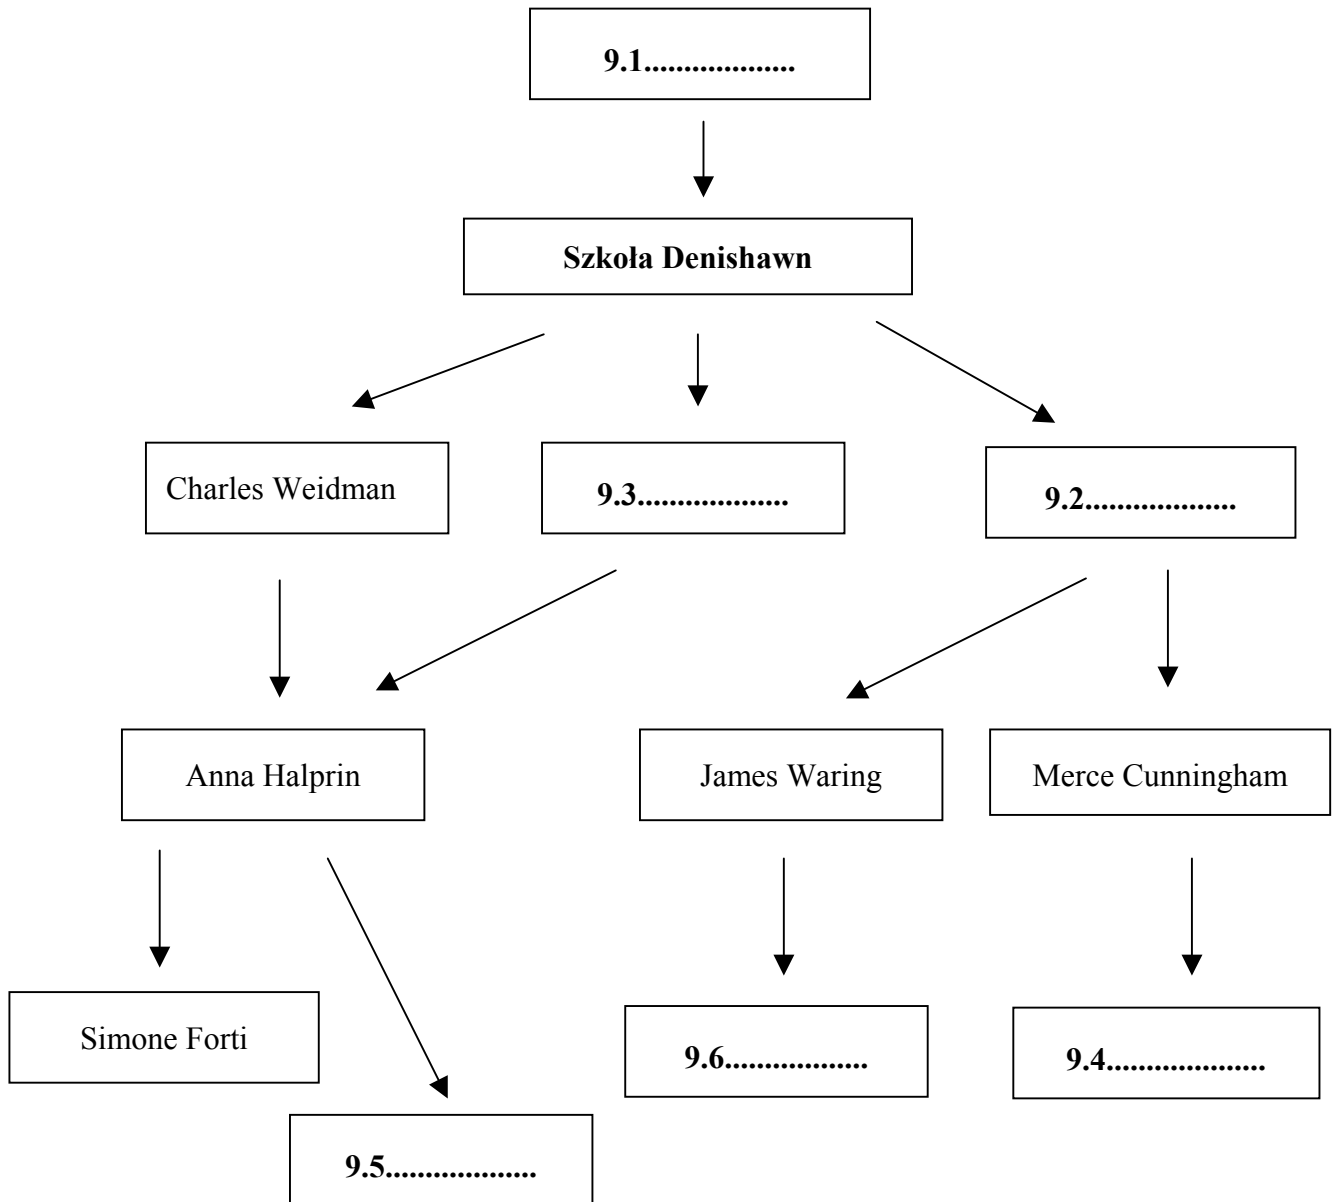 9.1...................
Szkoła Denishawn
Charles Weidman
9.3...................
9.2...................
Anna Halprin
James Waring
Merce Cunningham
Simone Forti
9.6..................
9.4....................
9.5...................